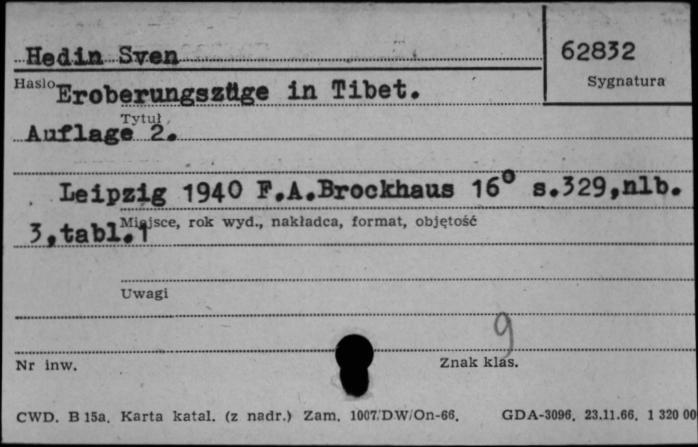 Hedin Sven
62832
Hasło
Sygnatura
Eroberungszüge in Tibet.
Tytuł
Auflage 2.
Leipzig 1940 F.A.Brockhaus 16° s.329,nlb.
Miejsce, rok wyd., nakładca, format, objętość
3,tabl.1
Uwagi
9
Nr inw.
Znak klas.
CWD. B 15a. Karta katal. (z nadr.) Zam. 1007/DW/On-66. GDA-3096. 23.11.66. 1 320 00